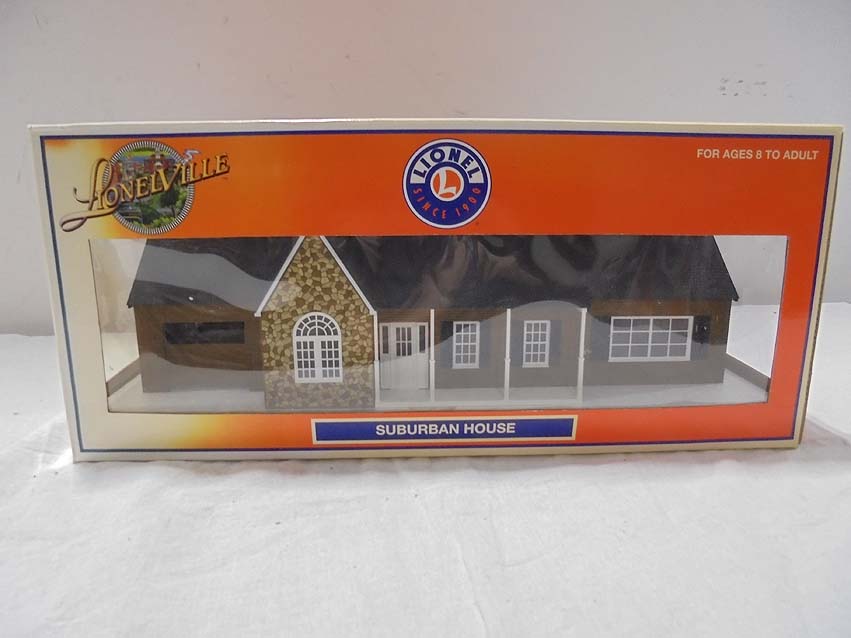 LIONELVILLE
LIONEL
L
SINCE 1900
FOR AGES 8 TO ADULT
SUBURBAN HOUSE